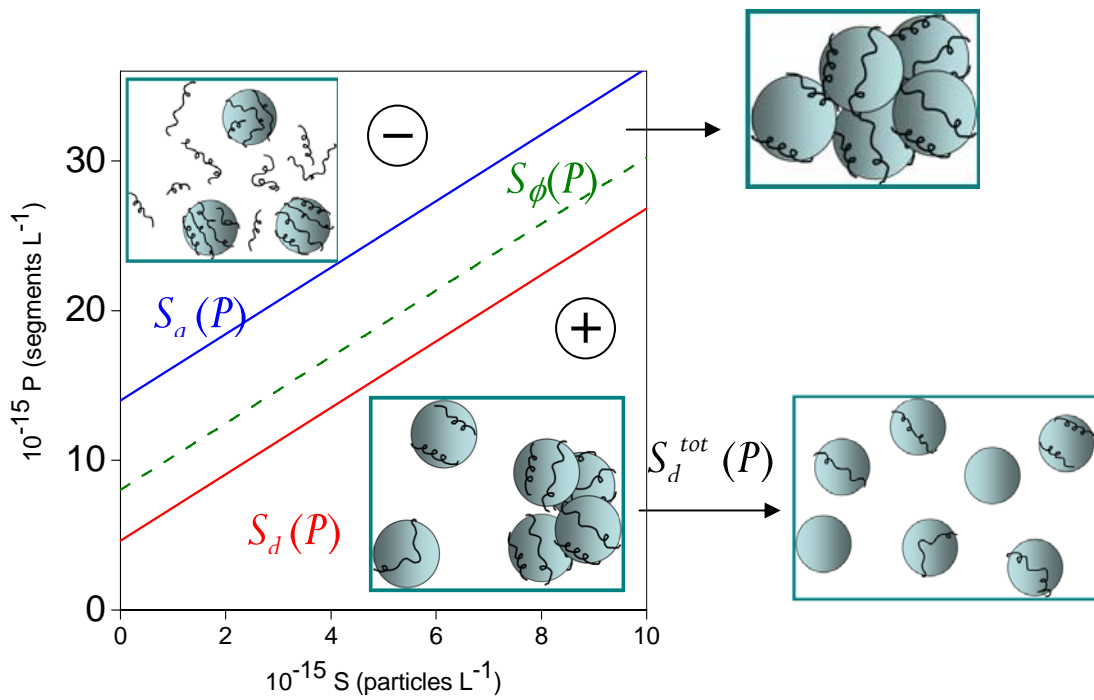 30
20
10
0
10⁻¹⁵ P (segments L⁻¹)
0 2 4 6 8 10
10⁻¹⁵ S (particles L⁻¹)
−
S_ϕ(P)
S_a (P)
+
S_d (P)
S_d^tot (P)